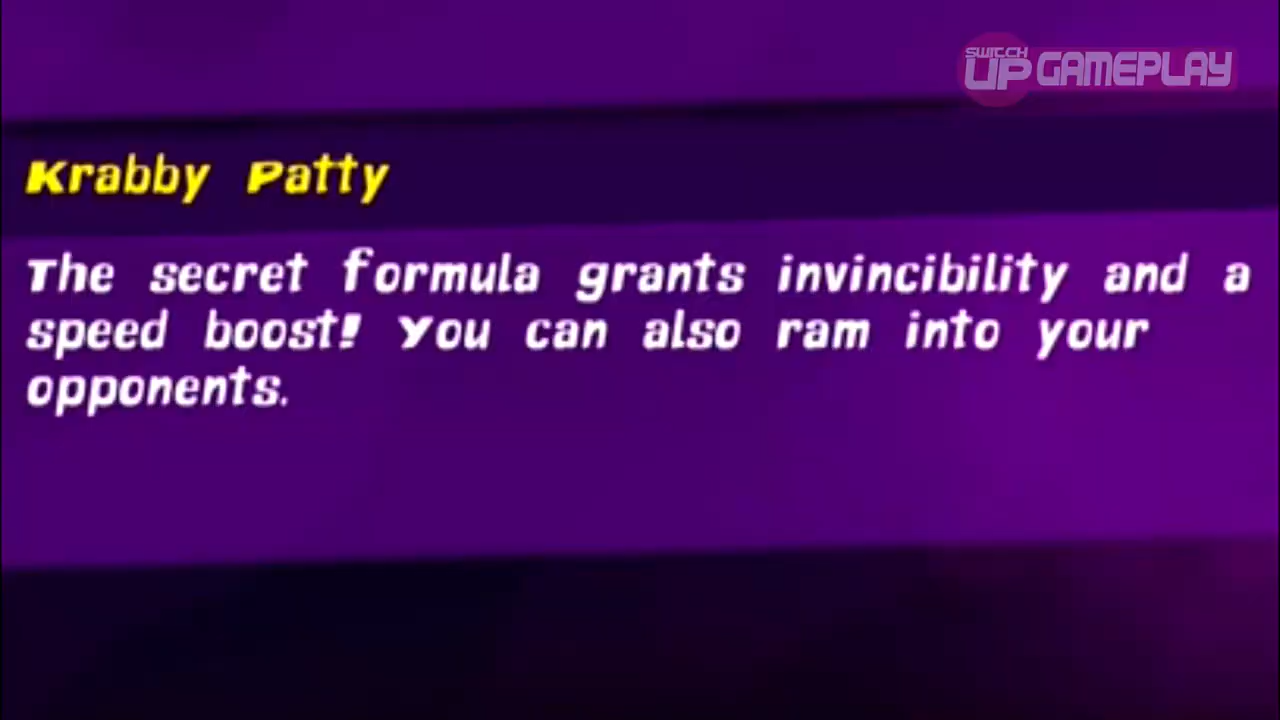 SWITCH
UP GAMEPLAY
Krabby Patty
The secret formula grants invincibility and a
speed boost! You can also ram into your
opponents.